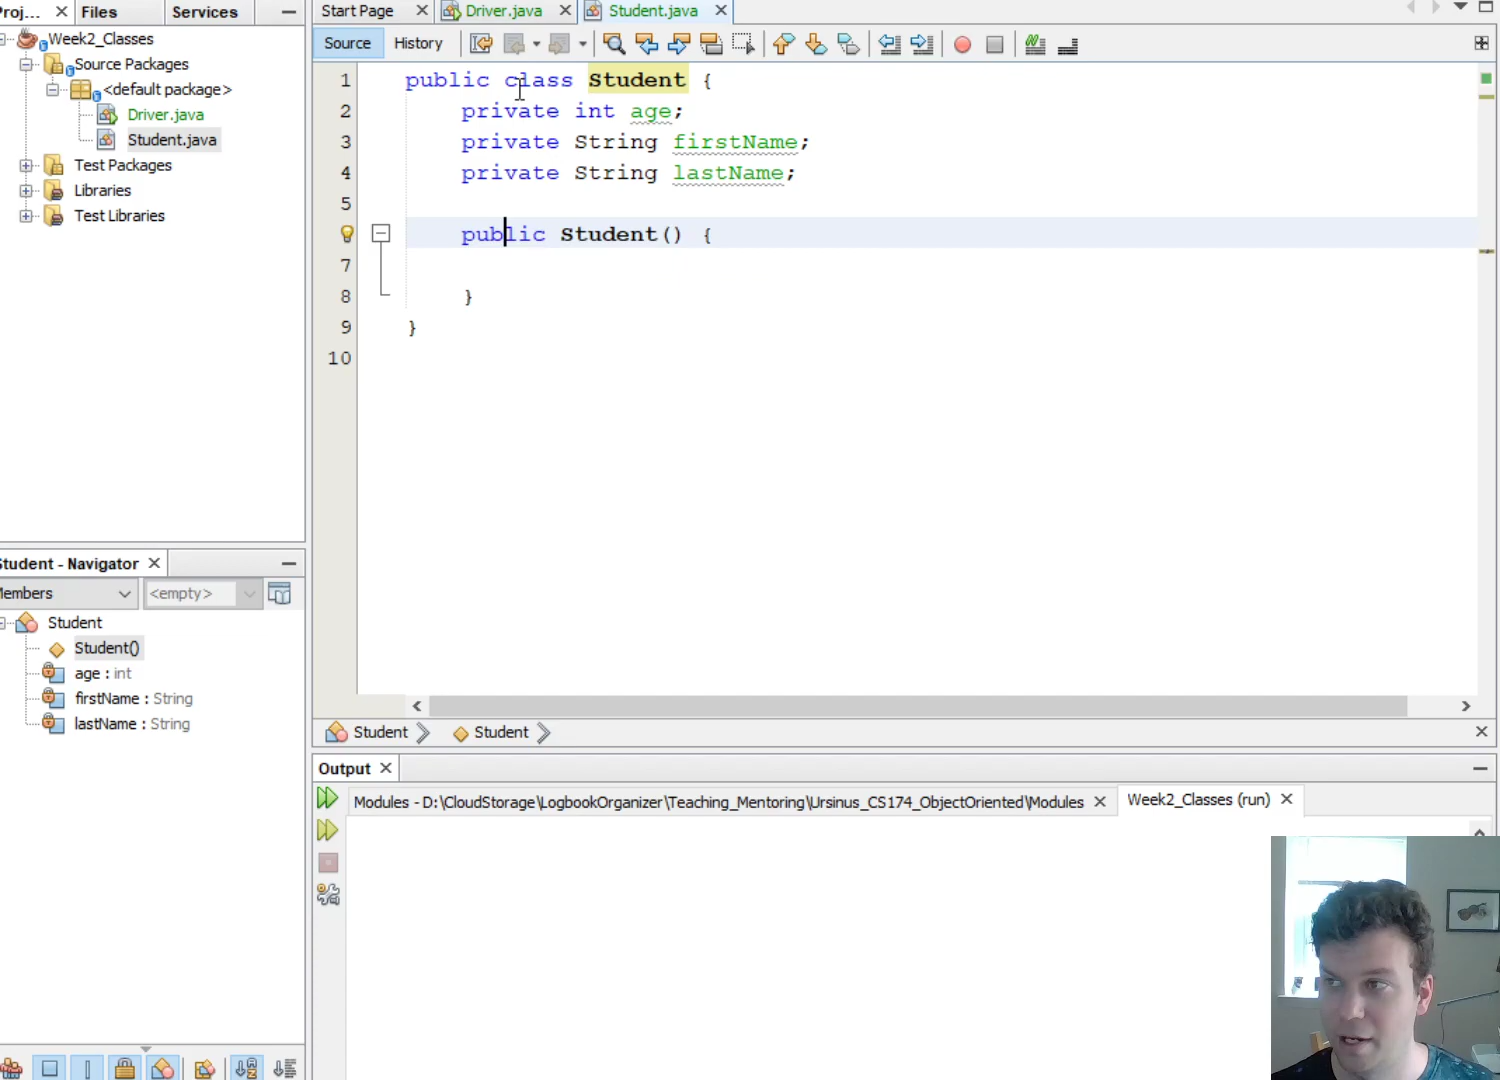 Proj...
Files
Services
Start Page
Driver.java
Student.java
Source
History
Week2_Classes
Source Packages
<default package>
Driver.java
Student.java
Test Packages
Libraries
Test Libraries
1 public class Student {
2 private int age;
3 private String firstName;
4 private String lastName;
5
public Student() {
7
8 }
9 }
10
Student - Navigator
Members
<empty>
Student
Student()
age : int
firstName : String
lastName : String
Student
Student
Output
Modules - D:\CloudStorage\LogbookOrganizer\Teaching_Mentoring\Ursinus_CS174_ObjectOriented\Modules
Week2_Classes (run)